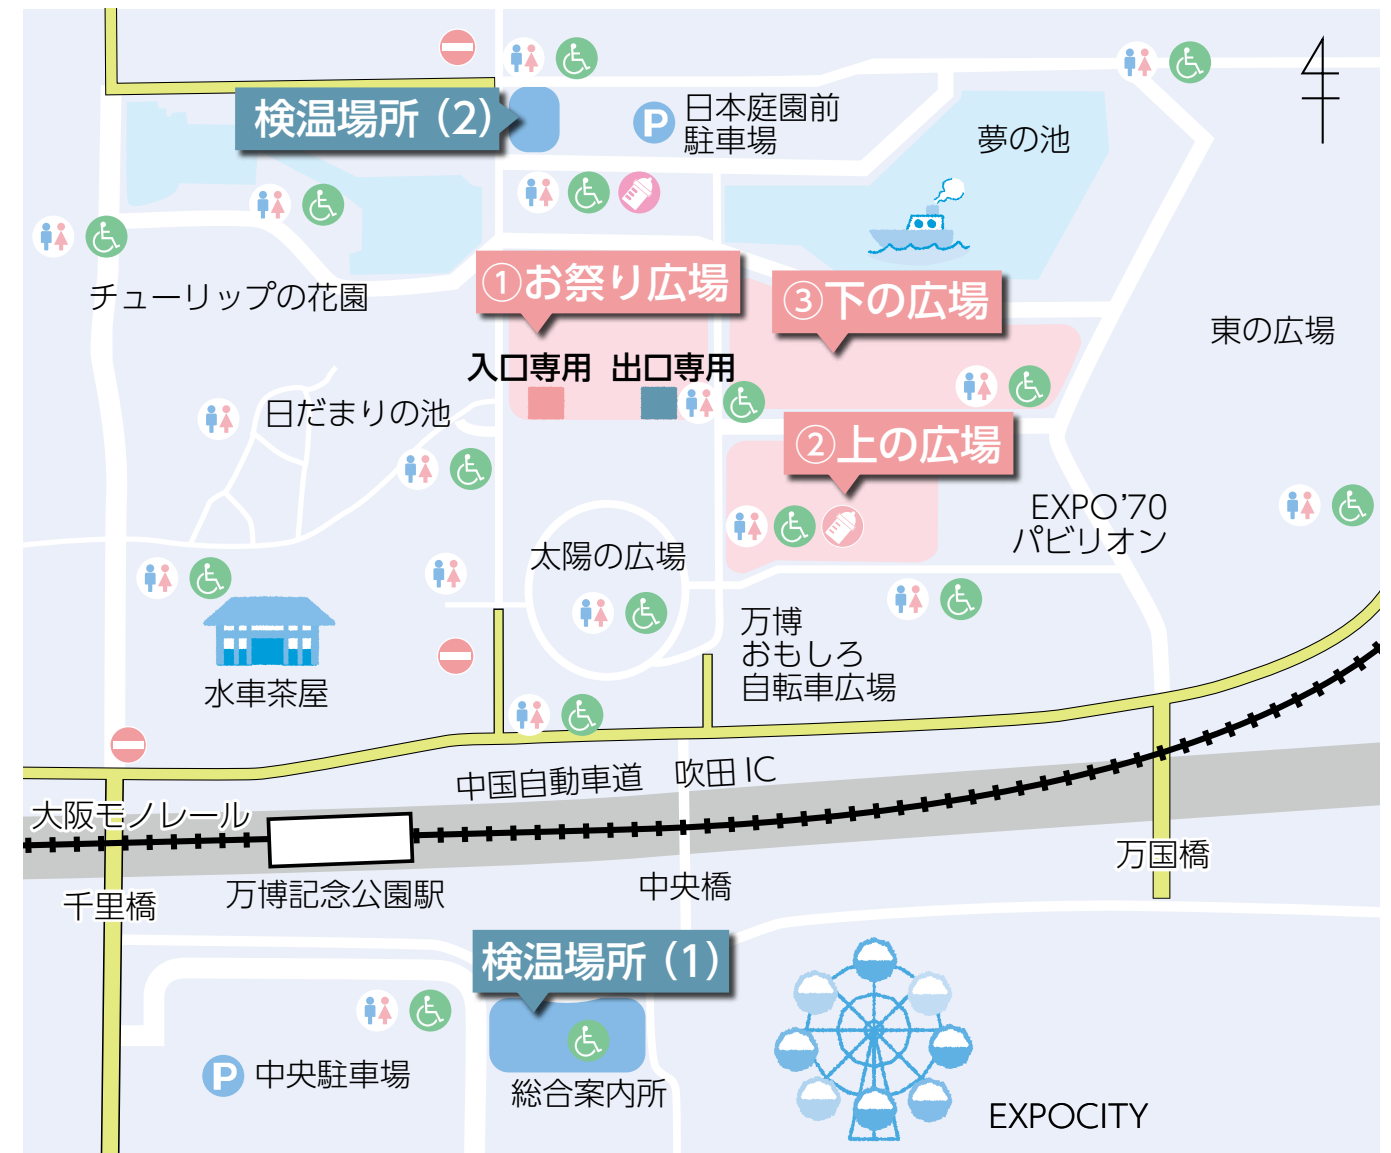 検温場所（2）
P
日本庭園前
駐車場
夢の池
チューリップの花園
①お祭り広場
③下の広場
東の広場
入口専用
出口専用
日だまりの池
②上の広場
EXPO’70
パビリオン
太陽の広場
万博
おもしろ
自転車広場
水車茶屋
中国自動車道　吹田 IC
大阪モノレール
万博記念公園駅
千里橋
中央橋
万国橋
検温場所（1）
P
中央駐車場
総合案内所
EXPOCITY